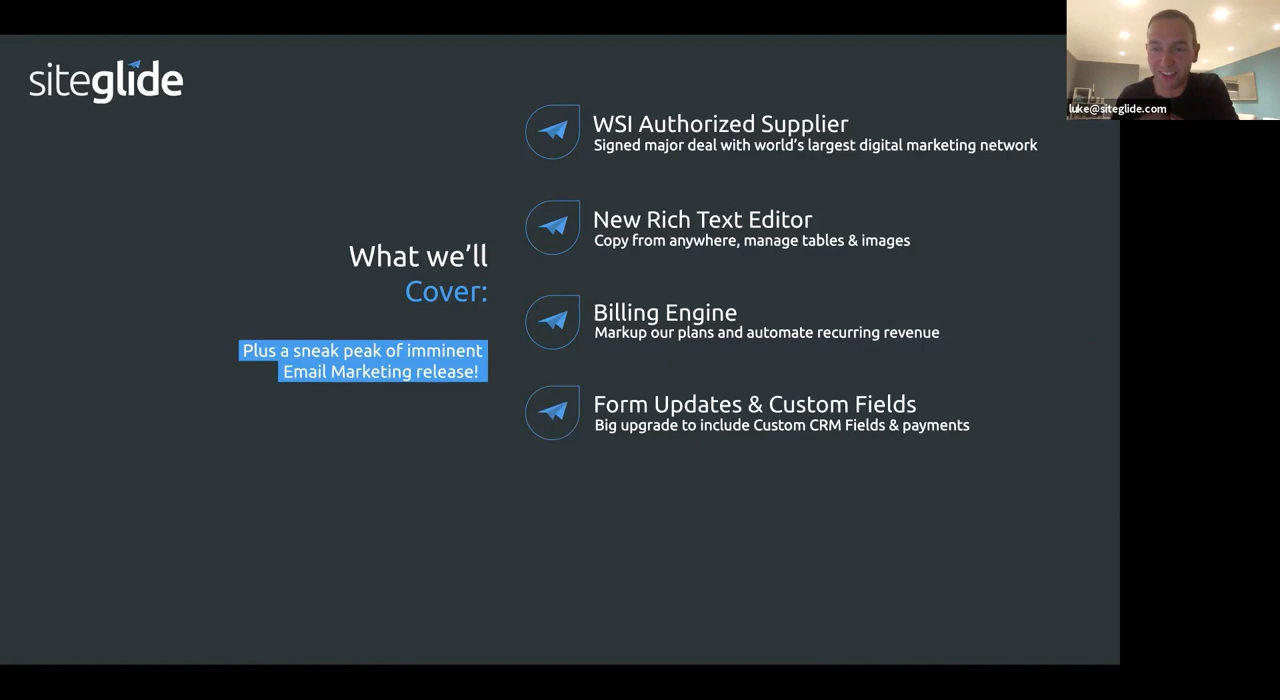 siteglide
luke@siteglide.com
What we'll
Cover:
Plus a sneak peak of imminent
Email Marketing release!
WSI Authorized Supplier
Signed major deal with world's largest digital marketing network
New Rich Text Editor
Copy from anywhere, manage tables & images
Billing Engine
Markup our plans and automate recurring revenue
Form Updates & Custom Fields
Big upgrade to include Custom CRM Fields & payments